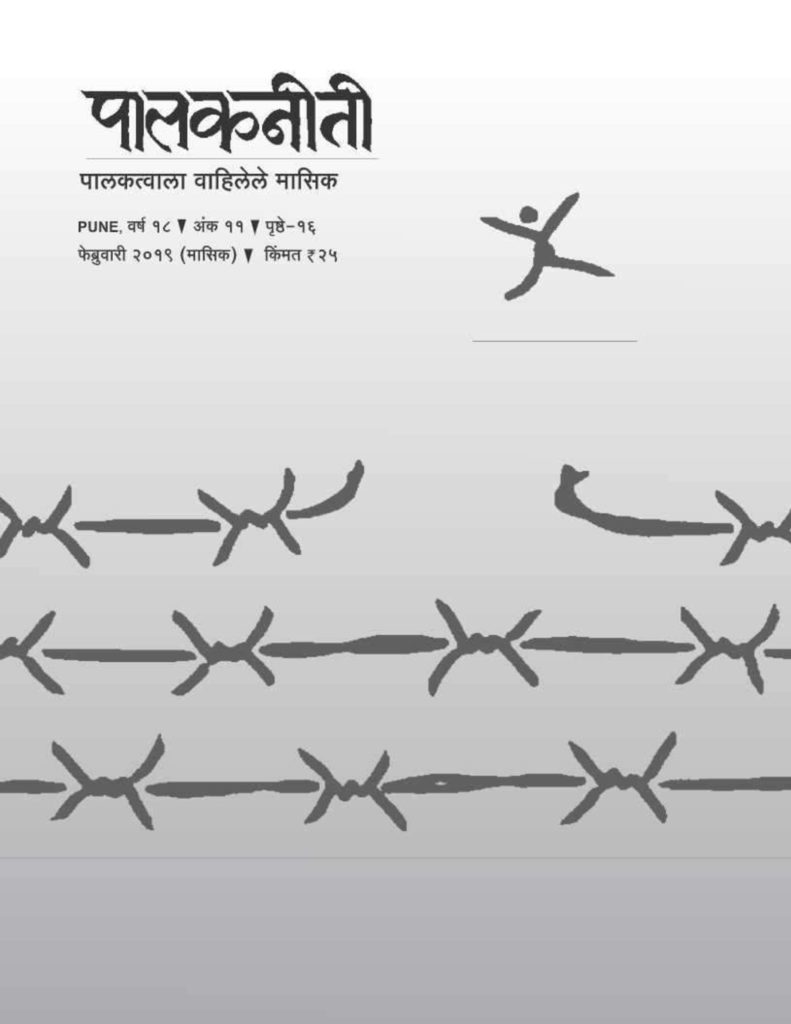 पालकनीती
पालकत्वाला वाहिलेले मासिक
PUNE, वर्ष १८ ▼ अंक ११ ▼ पृष्ठे-१६
फेब्रुवारी २०१९ (मासिक) ▼ किंमत ₹ २५